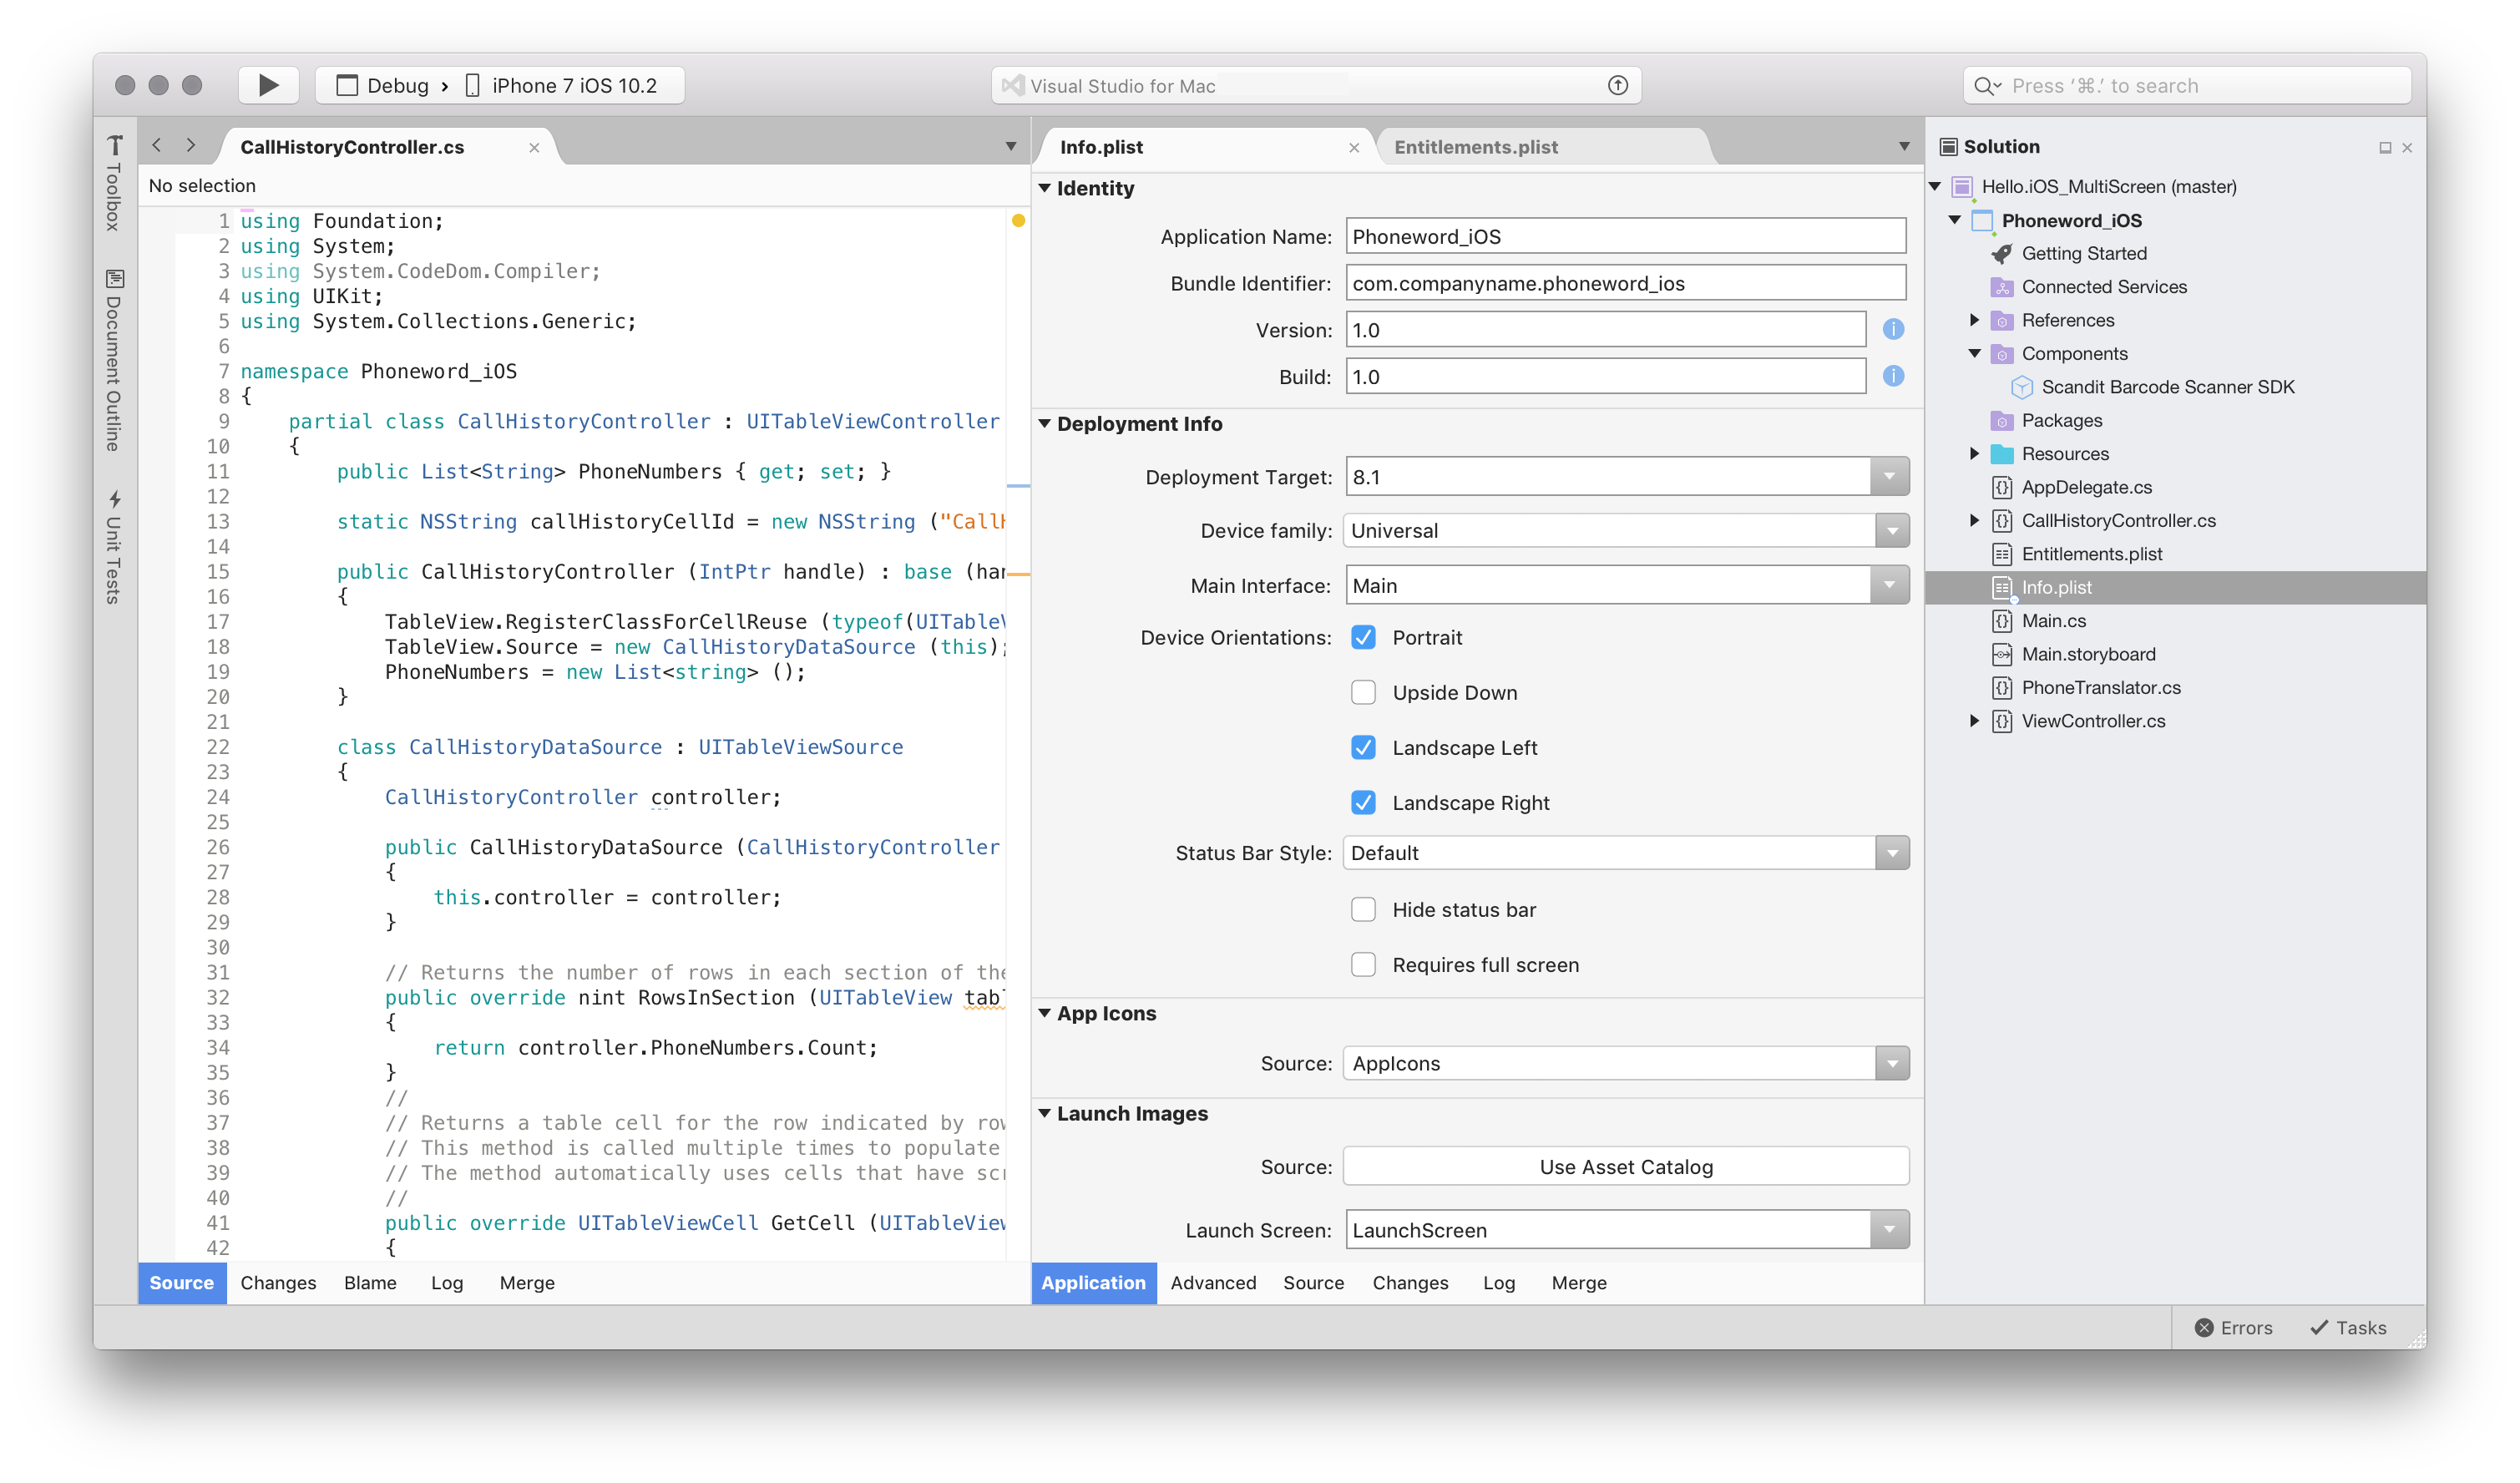 Debug › iPhone 7 iOS 10.2
Visual Studio for Mac
Press ‘⌘.’ to search
Toolbox
Document Outline
Unit Tests
CallHistoryController.cs
No selection
1 using Foundation;
2 using System;
3 using System.CodeDom.Compiler;
4 using UIKit;
5 using System.Collections.Generic;
6
7 namespace Phoneword_iOS
8 {
9 partial class CallHistoryController : UITableViewController
10 {
11 public List<String> PhoneNumbers { get; set; }
12
13 static NSString callHistoryCellId = new NSString ("CallH
14
15 public CallHistoryController (IntPtr handle) : base (han
16 {
17 TableView.RegisterClassForCellReuse (typeof(UITableV
18 TableView.Source = new CallHistoryDataSource (this);
19 PhoneNumbers = new List<string> ();
20 }
21
22 class CallHistoryDataSource : UITableViewSource
23 {
24 CallHistoryController controller;
25
26 public CallHistoryDataSource (CallHistoryController
27 {
28 this.controller = controller;
29 }
30
31 // Returns the number of rows in each section of the
32 public override nint RowsInSection (UITableView tabl
33 {
34 return controller.PhoneNumbers.Count;
35 }
36 //
37 // Returns a table cell for the row indicated by row
38 // This method is called multiple times to populate
39 // The method automatically uses cells that have scr
40 //
41 public override UITableViewCell GetCell (UITableView
42 {
Source Changes Blame Log Merge
Info.plist
Entitlements.plist
Identity
Application Name: Phoneword_iOS
Bundle Identifier: com.companyname.phoneword_ios
Version: 1.0
Build: 1.0
Deployment Info
Deployment Target: 8.1
Device family: Universal
Main Interface: Main
Device Orientations: Portrait
Upside Down
Landscape Left
Landscape Right
Status Bar Style: Default
Hide status bar
Requires full screen
App Icons
Source: AppIcons
Launch Images
Source: Use Asset Catalog
Launch Screen: LaunchScreen
Application Advanced Source Changes Log Merge
Solution
Hello.iOS_MultiScreen (master)
Phoneword_iOS
Getting Started
Connected Services
References
Components
Scandit Barcode Scanner SDK
Packages
Resources
AppDelegate.cs
CallHistoryController.cs
Entitlements.plist
Info.plist
Main.cs
Main.storyboard
PhoneTranslator.cs
ViewController.cs
Errors Tasks